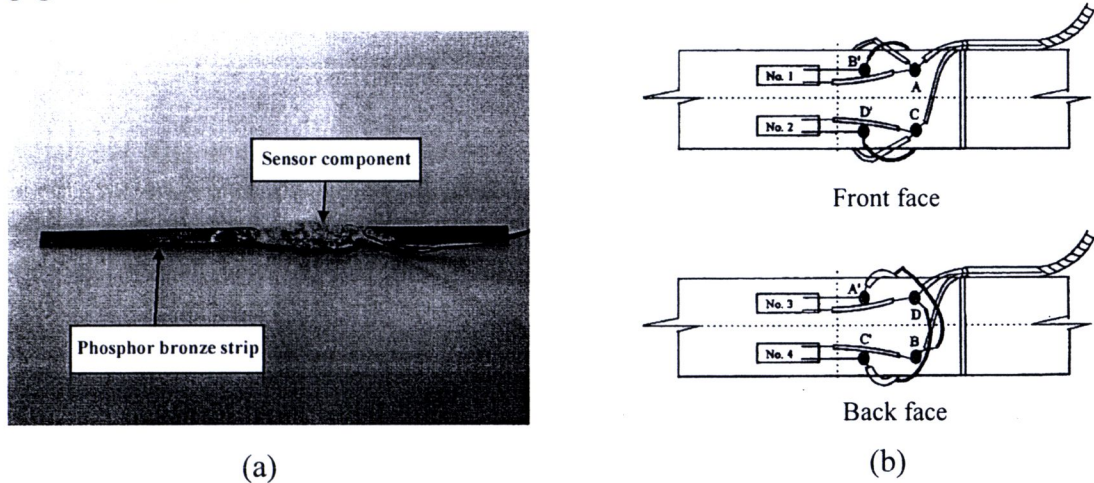 Sensor component
Phosphor bronze strip
(a)
No. 1
B'
A
No. 2
D'
C
Front face
No. 3
A'
D
No. 4
C'
B
Back face
(b)